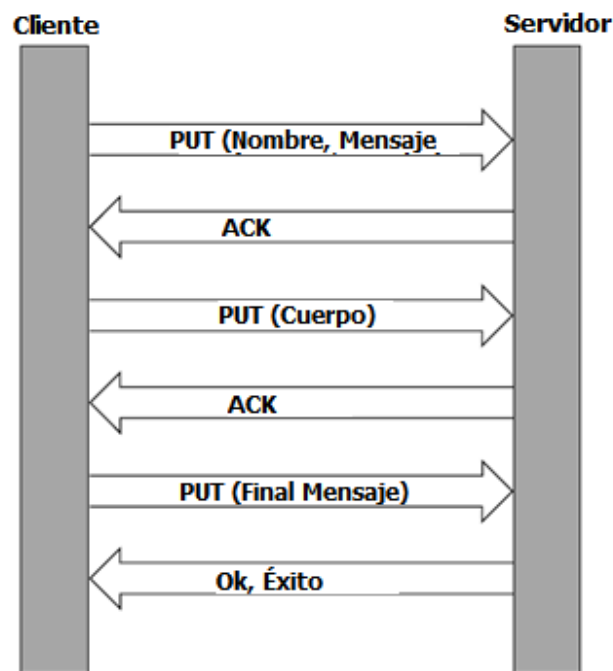 Cliente
Servidor
PUT (Nombre, Mensaje
ACK
PUT (Cuerpo)
ACK
PUT (Final Mensaje)
Ok, Éxito